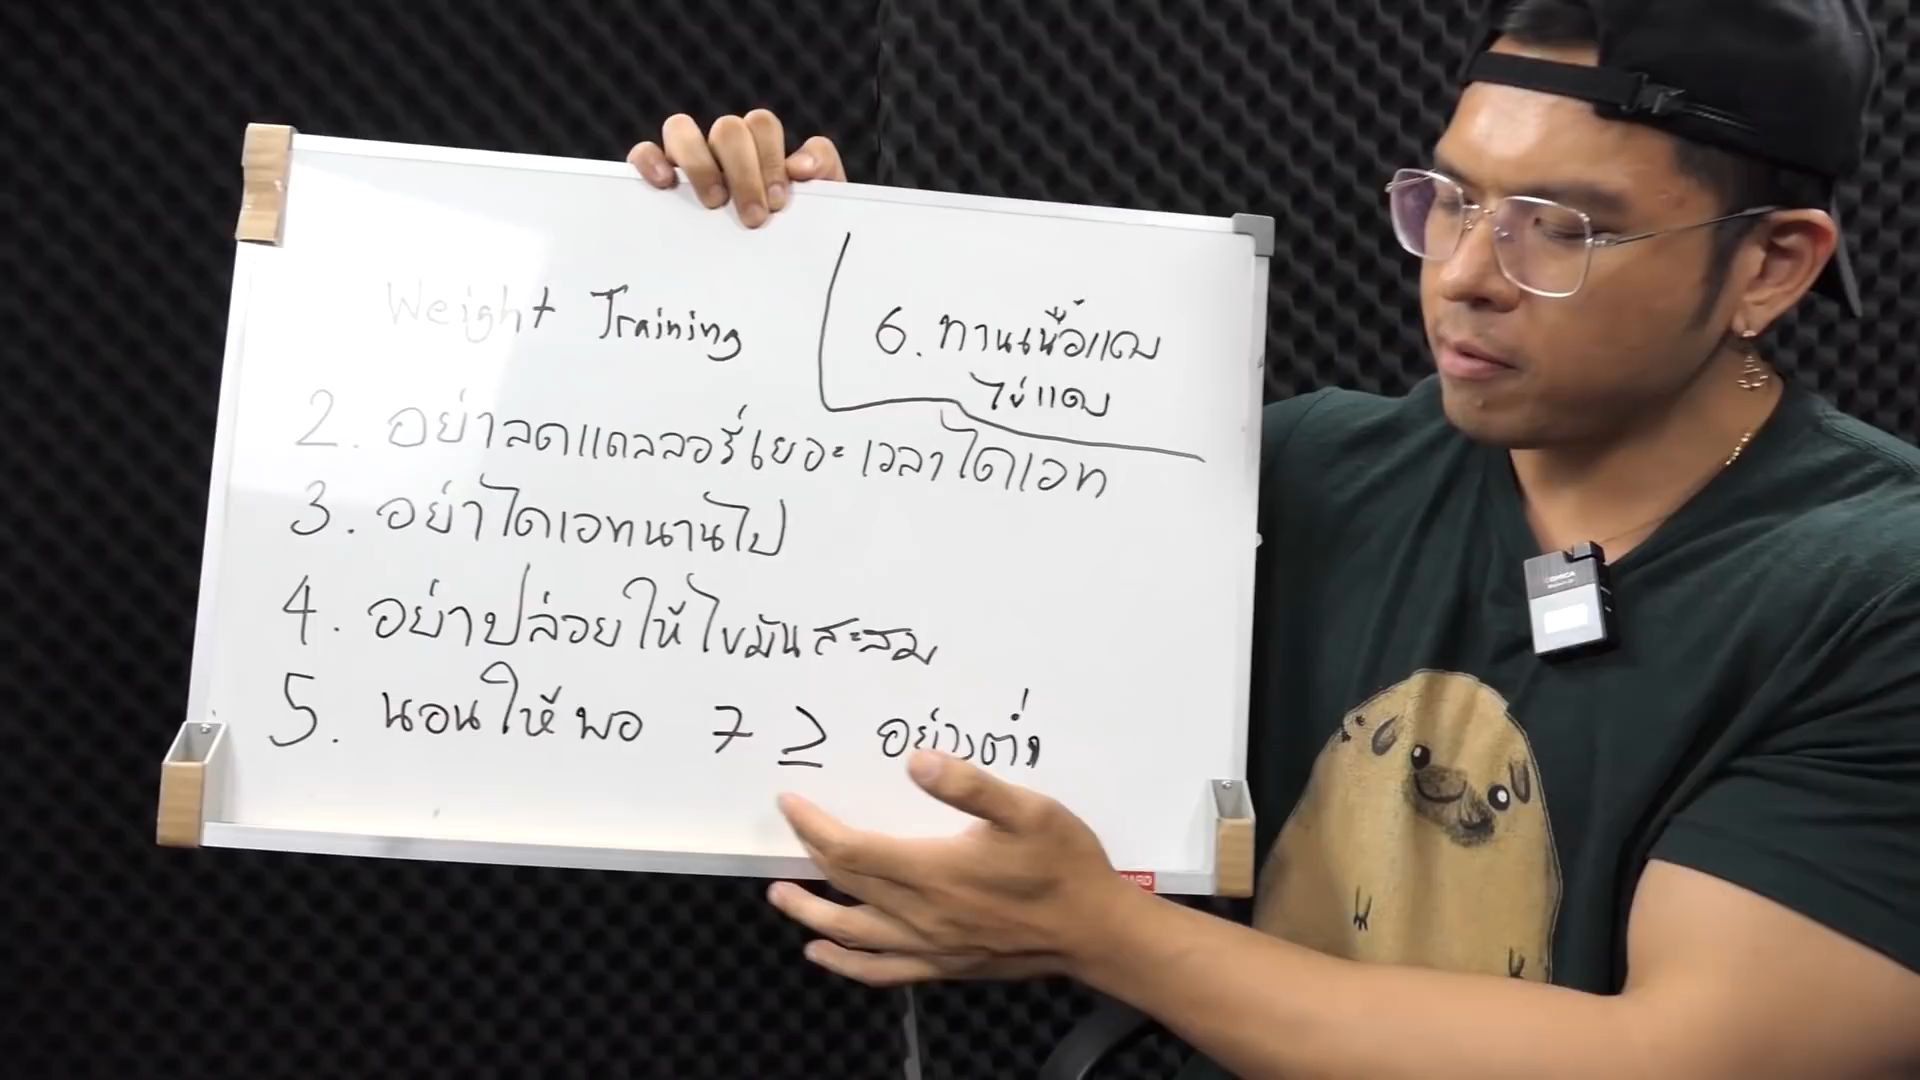 Weight Training
6. ทานเนื้อแดง
ไข่แดง
2. อย่าลดแคลลอรี่เยอะเวลาไดเอท
3. อย่าไดเอทนานไป
4. อย่าปล่อยให้ไขมันสะสม
5. นอนให้พอ 7 ≥ อย่างต่ำ
COMICA